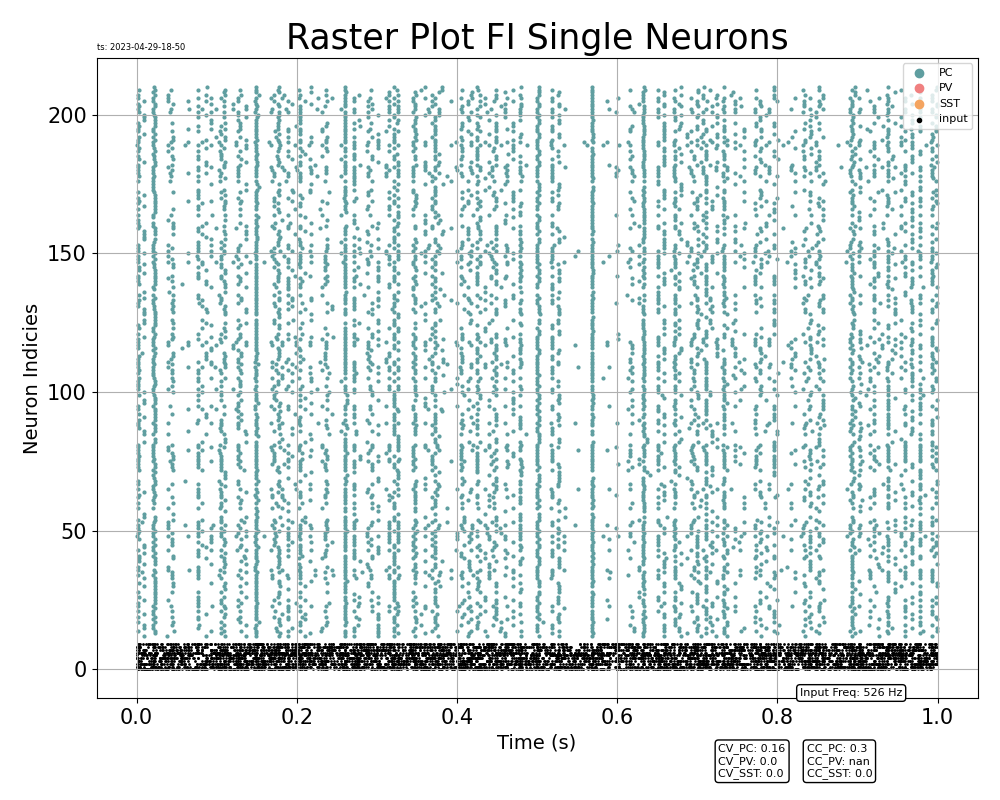 Raster Plot FI Single Neurons
ts: 2023-04-29-18-50
PC
PV
SST
input
200
150
100
50
0
Neuron Indicies
0.0 0.2 0.4 0.6 0.8 1.0
Time (s)
Input Freq: 526 Hz
CV_PC: 0.16
CV_PV: 0.0
CV_SST: 0.0
CC_PC: 0.3
CC_PV: nan
CC_SST: 0.0